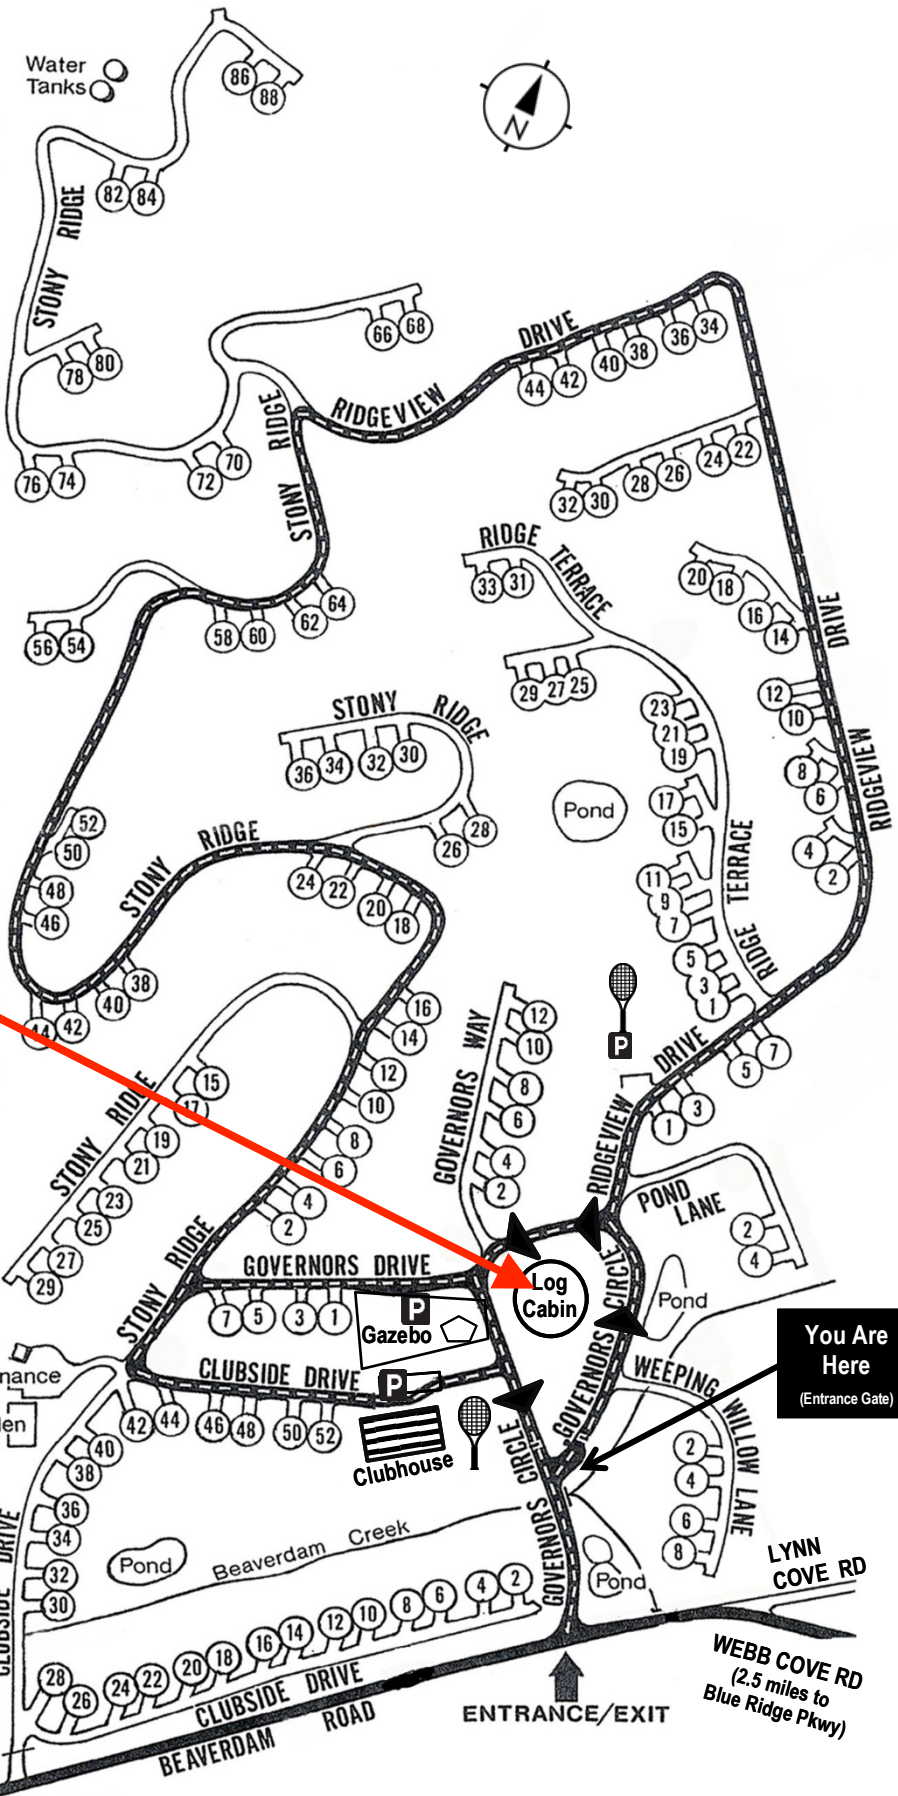 86
88
Water
Tanks
N
82
84
STONY RIDGE
66
68
78
80
DRIVE
44
42
40
38
36
34
RIDGEVIEW
RIDGE
STONY
76
74
72
70
32
30
28
26
24
22
RIDGE TERRACE
33
31
20
18
16
14
DRIVE
56
54
58
60
62
64
29
27
25
12
10
STONY RIDGE
36
34
32
30
23
21
19
8
6
RIDGEVIEW
Pond
17
15
28
26
52
50
48
46
STONY RIDGE
24
22
20
18
4
2
TERRACE
11
9
7
5
3
1
RIDGE
44
42
40
38
16
14
12
10
8
6
4
2
GOVERNORS WAY
12
10
8
6
4
2
P
DRIVE
RIDGEVIEW
7
5
3
1
STONY RIDGE
15
17
19
21
23
25
27
29
POND
LANE
2
4
STONY RIDGE
GOVERNORS DRIVE
7
5
3
1
P
Gazebo
Log
Cabin
GOVERNORS CIRCLE
Pond
You Are
Here
(Entrance Gate)
WEEPING
WILLOW LANE
2
4
6
8
CLUBSIDE DRIVE
P
Clubhouse
42
44
46
48
50
52
nance
en
40
38
36
34
32
30
CLUBSIDE DRIVE
GOVERNORS CIRCLE
Pond
Beaverdam Creek
Pond
LYNN
COVE RD
28
26
24
22
20
18
16
14
12
10
8
6
4
2
CLUBSIDE DRIVE
BEAVERDAM ROAD
ENTRANCE/EXIT
WEBB COVE RD
(2.5 miles to
Blue Ridge Pkwy)